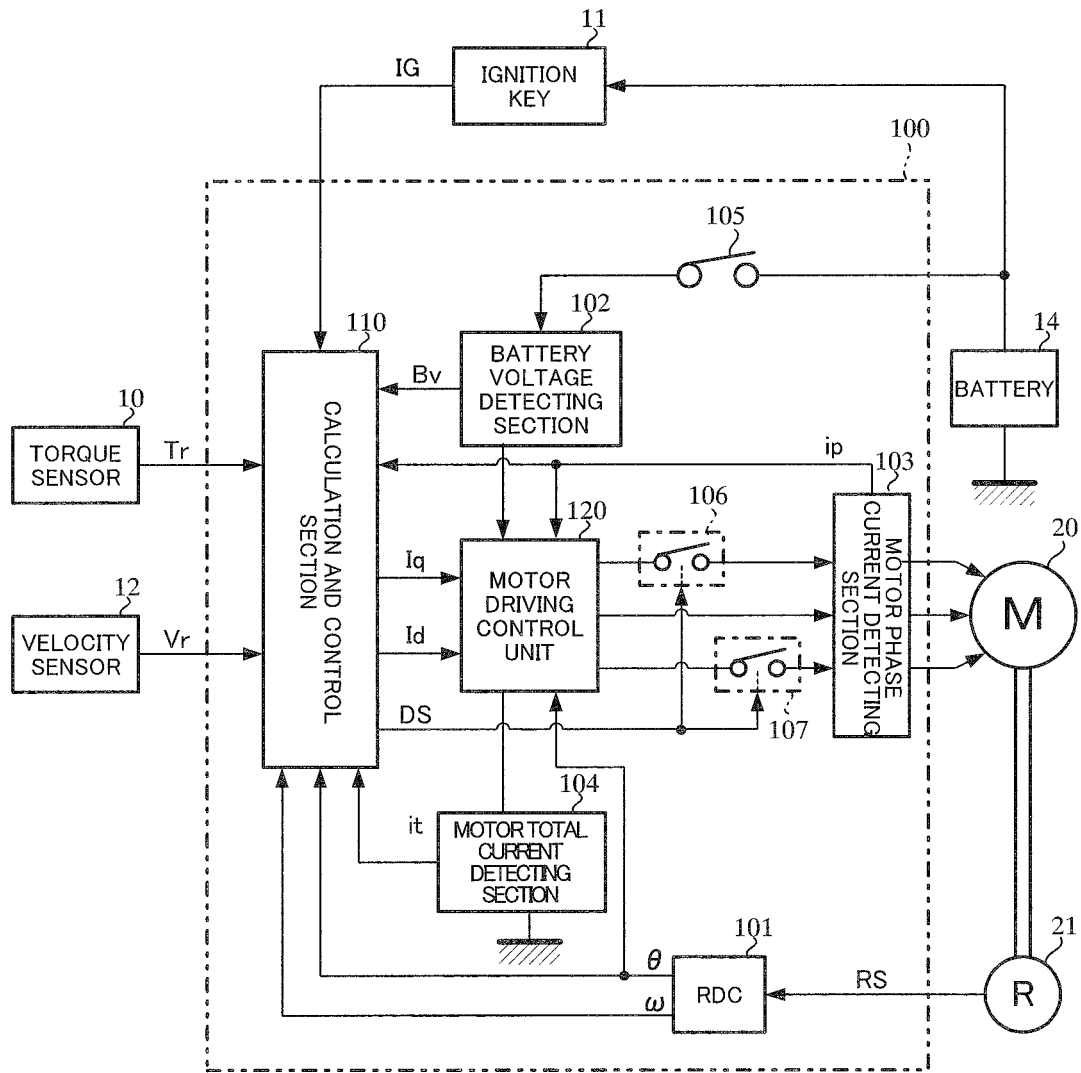 11
IG
IGNITION
KEY
100
105
102
110
14
BATTERY
VOLTAGE
DETECTING
SECTION
Bv
BATTERY
10
TORQUE
SENSOR
Tr
CALCULATION AND CONTROL
SECTION
ip
103
MOTOR PHASE
CURRENT DETECTING
SECTION
106
120
20
Iq
MOTOR
DRIVING
CONTROL
UNIT
M
12
VELOCITY
SENSOR
Vr
Id
DS
107
104
it
MOTOR TOTAL
CURRENT
DETECTING
SECTION
101
21
θ
ω
RDC
RS
R